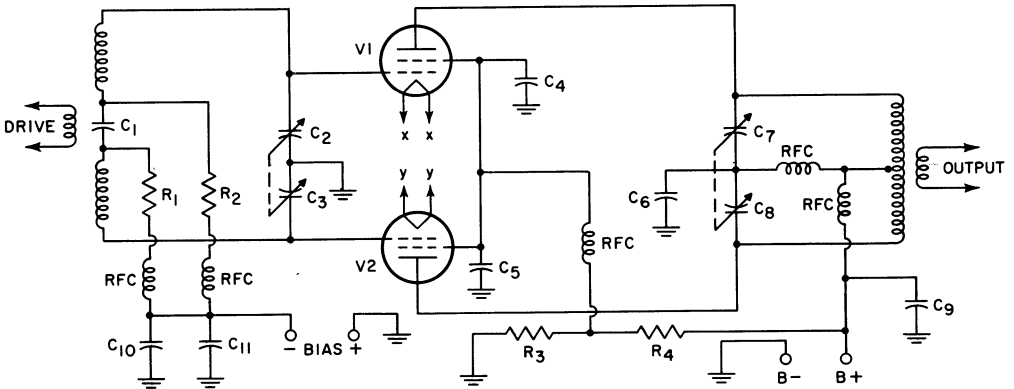 V1
C4
DRIVE
C1
C2
x x
C7
RFC
OUTPUT
y y
R1
R2
C3
C6
C8
RFC
RFC
RFC
RFC
V2
C5
C9
C10
C11
− BIAS +
R3
R4
B−
B+